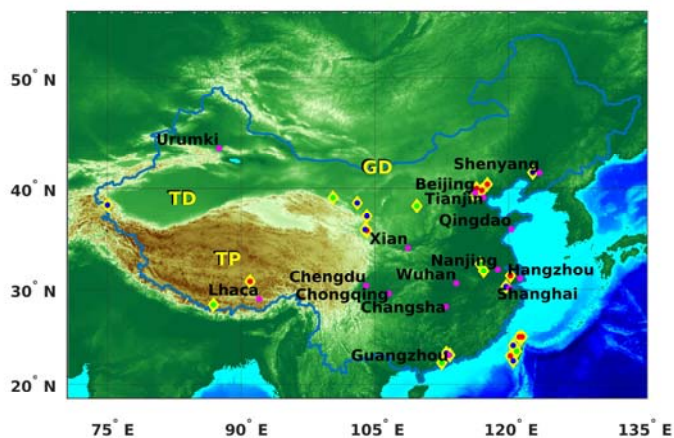 50° N
Urumki
GD
Shenyang
40° N
TD
Beijing
Tianjin
Qingdao
Xian
TP
Nanjing
Hangzhou
Chengdu
Wuhan
30° N
Lhaca
Chongqing
Shanghai
Changsha
Guangzhou
20° N
75° E
90° E
105° E
120° E
135° E